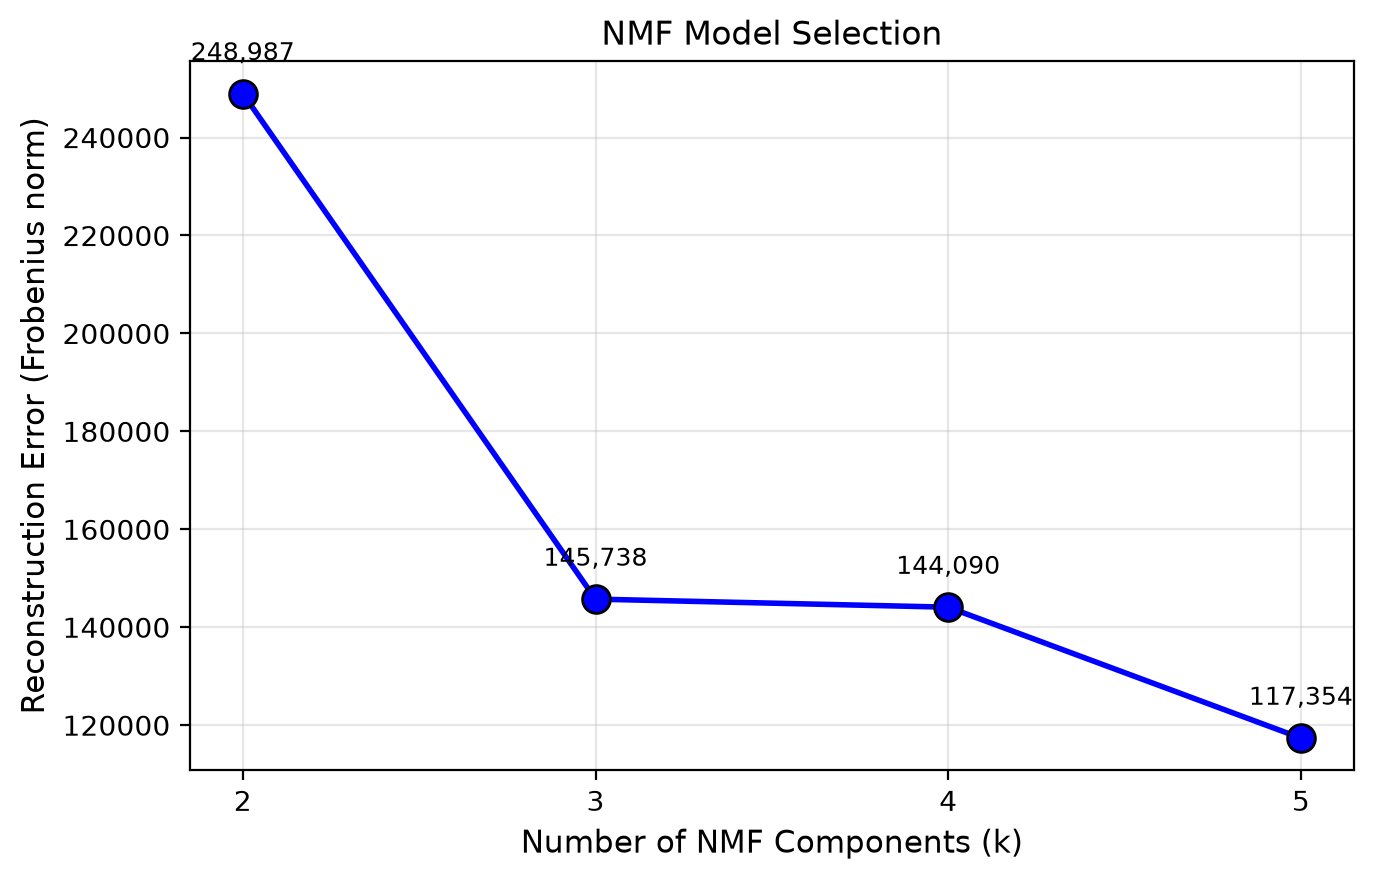 NMF Model Selection
248,987
145,738
144,090
117,354
Reconstruction Error (Frobenius norm)
240000
220000
200000
180000
160000
140000
120000
2 3 4 5
Number of NMF Components (k)